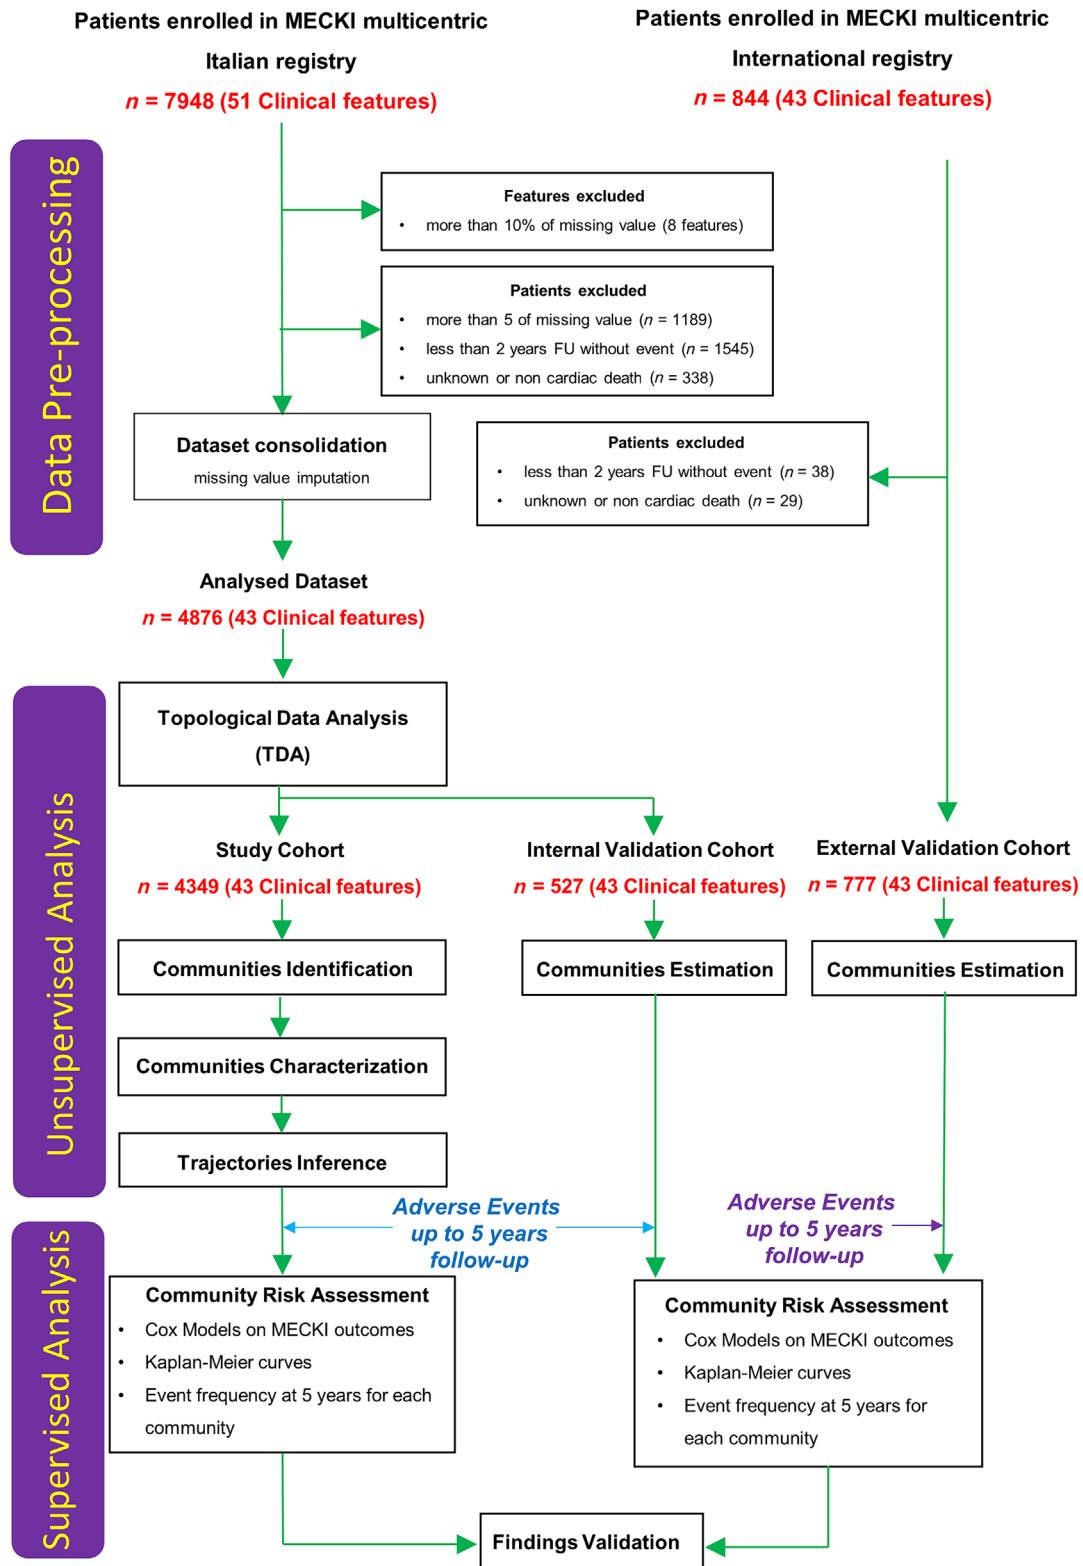 Patients enrolled in MECKI multicentric
Italian registry
n = 7948 (51 Clinical features)
Patients enrolled in MECKI multicentric
International registry
n = 844 (43 Clinical features)
Data Pre-processing
Features excluded
• more than 10% of missing value (8 features)
Patients excluded
• more than 5 of missing value (n = 1189)
• less than 2 years FU without event (n = 1545)
• unknown or non cardiac death (n = 338)
Dataset consolidation
missing value imputation
Patients excluded
• less than 2 years FU without event (n = 38)
• unknown or non cardiac death (n = 29)
Analysed Dataset
n = 4876 (43 Clinical features)
Unsupervised Analysis
Topological Data Analysis
(TDA)
Study Cohort
n = 4349 (43 Clinical features)
Internal Validation Cohort
n = 527 (43 Clinical features)
External Validation Cohort
n = 777 (43 Clinical features)
Communities Identification
Communities Estimation
Communities Estimation
Communities Characterization
Trajectories Inference
Adverse Events
up to 5 years
follow-up
Adverse Events
up to 5 years
follow-up
Supervised Analysis
Community Risk Assessment
• Cox Models on MECKI outcomes
• Kaplan-Meier curves
• Event frequency at 5 years for each
community
Community Risk Assessment
• Cox Models on MECKI outcomes
• Kaplan-Meier curves
• Event frequency at 5 years for
each community
Findings Validation